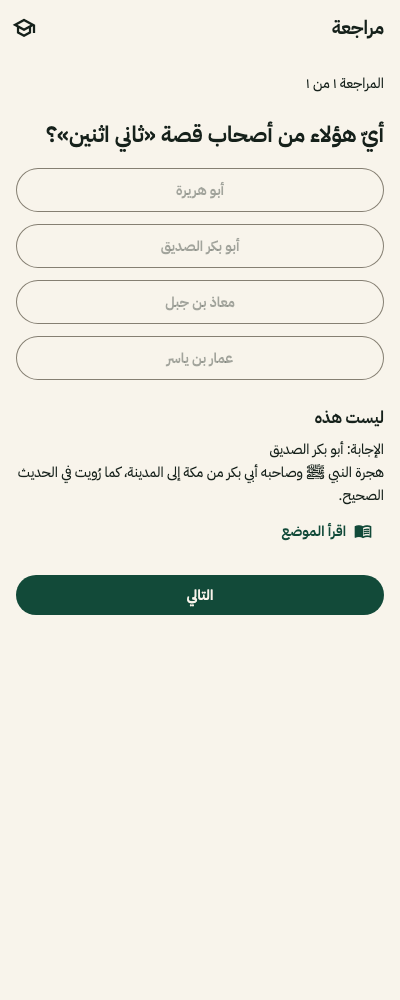 مراجعة
المراجعة ١ من ١
أيّ هؤلاء من أصحاب قصة «ثاني اثنين»؟
أبو هريرة
أبو بكر الصديق
معاذ بن جبل
عمار بن ياسر
ليست هذه
الإجابة: أبو بكر الصديق
هجرة النبي ﷺ وصاحبه أبي بكر من مكة إلى المدينة، كما رُويت في الحديث
الصحيح.
اقرأ الموضع
التالي